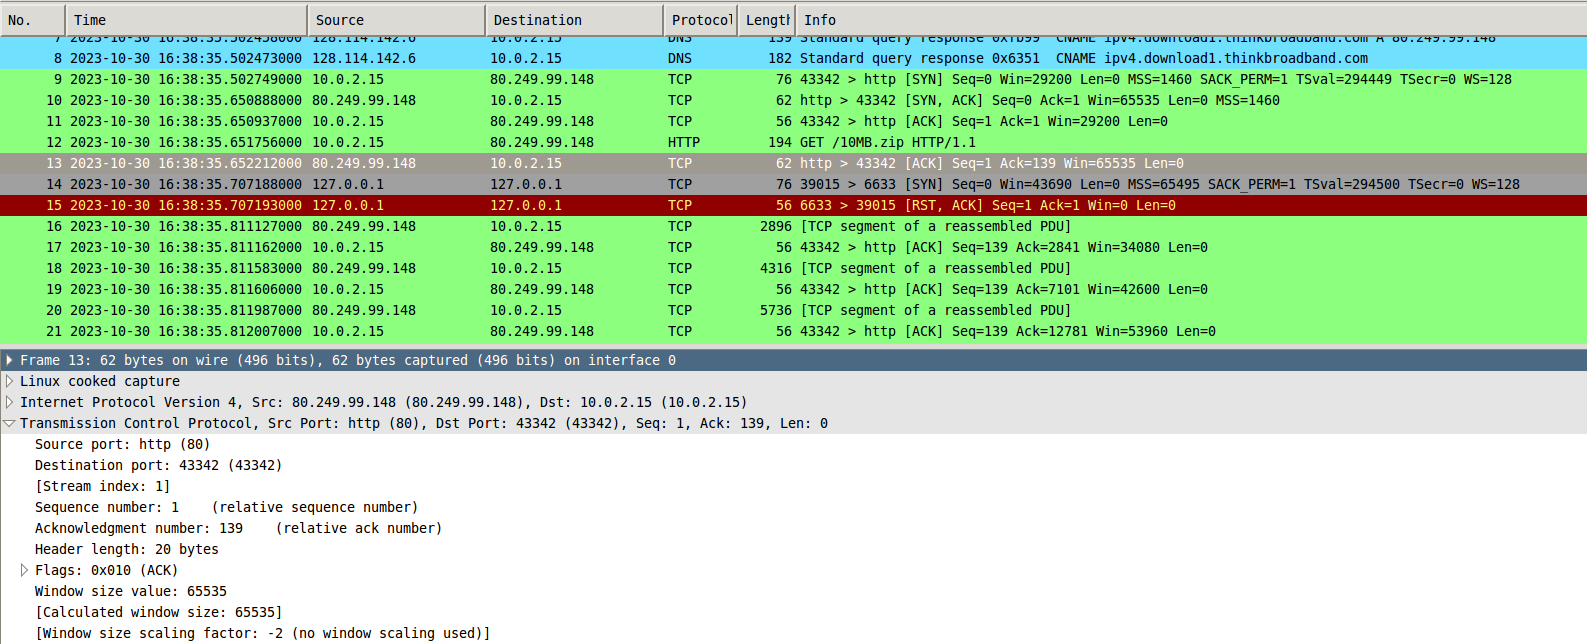 No. Time Source Destination Protocol Length Info
7 2023-10-30 16:38:35.502458000 128.114.142.6 10.0.2.15 DNS 139 Standard query response 0xfb99 CNAME ipv4.download1.thinkbroadband.com A 80.249.99.148
8 2023-10-30 16:38:35.502473000 128.114.142.6 10.0.2.15 DNS 182 Standard query response 0x6351 CNAME ipv4.download1.thinkbroadband.com
9 2023-10-30 16:38:35.502749000 10.0.2.15 80.249.99.148 TCP 76 43342 > http [SYN] Seq=0 Win=29200 Len=0 MSS=1460 SACK_PERM=1 TSval=294449 TSecr=0 WS=128
10 2023-10-30 16:38:35.650888000 80.249.99.148 10.0.2.15 TCP 62 http > 43342 [SYN, ACK] Seq=0 Ack=1 Win=65535 Len=0 MSS=1460
11 2023-10-30 16:38:35.650937000 10.0.2.15 80.249.99.148 TCP 56 43342 > http [ACK] Seq=1 Ack=1 Win=29200 Len=0
12 2023-10-30 16:38:35.651756000 10.0.2.15 80.249.99.148 HTTP 194 GET /10MB.zip HTTP/1.1
13 2023-10-30 16:38:35.652212000 80.249.99.148 10.0.2.15 TCP 62 http > 43342 [ACK] Seq=1 Ack=139 Win=65535 Len=0
14 2023-10-30 16:38:35.707188000 127.0.0.1 127.0.0.1 TCP 76 39015 > 6633 [SYN] Seq=0 Win=43690 Len=0 MSS=65495 SACK_PERM=1 TSval=294500 TSecr=0 WS=128
15 2023-10-30 16:38:35.707193000 127.0.0.1 127.0.0.1 TCP 56 6633 > 39015 [RST, ACK] Seq=1 Ack=1 Win=0 Len=0
16 2023-10-30 16:38:35.811127000 80.249.99.148 10.0.2.15 TCP 2896 [TCP segment of a reassembled PDU]
17 2023-10-30 16:38:35.811162000 10.0.2.15 80.249.99.148 TCP 56 43342 > http [ACK] Seq=139 Ack=2841 Win=34080 Len=0
18 2023-10-30 16:38:35.811583000 80.249.99.148 10.0.2.15 TCP 4316 [TCP segment of a reassembled PDU]
19 2023-10-30 16:38:35.811606000 10.0.2.15 80.249.99.148 TCP 56 43342 > http [ACK] Seq=139 Ack=7101 Win=42600 Len=0
20 2023-10-30 16:38:35.811987000 80.249.99.148 10.0.2.15 TCP 5736 [TCP segment of a reassembled PDU]
21 2023-10-30 16:38:35.812007000 10.0.2.15 80.249.99.148 TCP 56 43342 > http [ACK] Seq=139 Ack=12781 Win=53960 Len=0
Frame 13: 62 bytes on wire (496 bits), 62 bytes captured (496 bits) on interface 0
Linux cooked capture
Internet Protocol Version 4, Src: 80.249.99.148 (80.249.99.148), Dst: 10.0.2.15 (10.0.2.15)
Transmission Control Protocol, Src Port: http (80), Dst Port: 43342 (43342), Seq: 1, Ack: 139, Len: 0
Source port: http (80)
Destination port: 43342 (43342)
[Stream index: 1]
Sequence number: 1 (relative sequence number)
Acknowledgment number: 139 (relative ack number)
Header length: 20 bytes
Flags: 0x010 (ACK)
Window size value: 65535
[Calculated window size: 65535]
[Window size scaling factor: -2 (no window scaling used)]